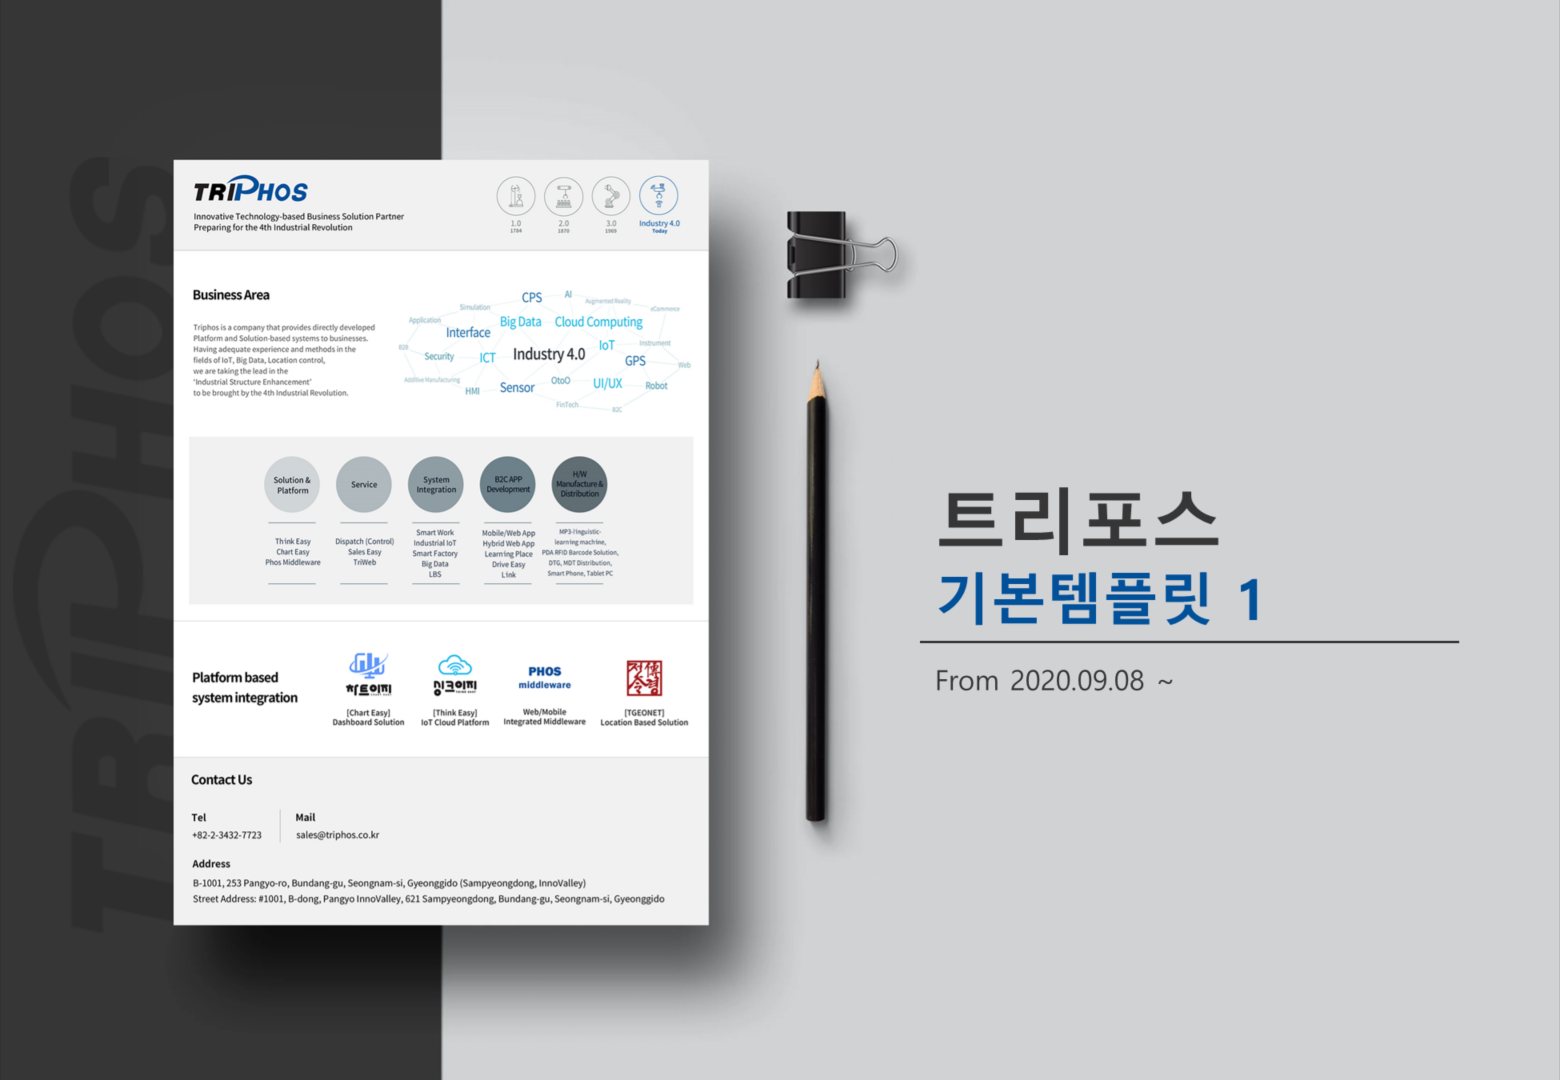 TRIPHOS
TRIPHOS
Innovative Technology-based Business Solution Partner
Preparing for the 4th Industrial Revolution
1.0
1784
2.0
1870
3.0
1969
Industry 4.0
Today
Business Area
Triphos is a company that provides directly developed
Platform and Solution-based systems to businesses.
Having adequate experience and methods in the
fields of IoT, Big Data, Location control,
we are taking the lead in the
'Industrial Structure Enhancement'
to be brought by the 4th Industrial Revolution.
CPS
AI
Augmented Reality
Simulation
eCommerce
Application
Interface
Big Data
Cloud Computing
B2B
Security
ICT
Industry 4.0
IoT
Instrument
GPS
Web
Additive Manufacturing
HMI
Sensor
OtoO
UI/UX
Robot
FinTech
B2C
Solution &
Platform
Think Easy
Chart Easy
Phos Middleware
Service
Dispatch (Control)
Sales Easy
TriWeb
System
Integration
Smart Work
Industrial IoT
Smart Factory
Big Data
LBS
B2C APP
Development
Mobile/Web App
Hybrid Web App
Learning Place
Drive Easy
Link
H/W
Manufacture &
Distribution
MP3-linguistic-
learning machine,
PDA RFID Barcode Solution,
DTG, HDT Distribution,
Smart Phone, Tablet PC
Platform based
system integration
차트이지
[Chart Easy]
Dashboard Solution
씽크이지
[Think Easy]
IoT Cloud Platform
PHOS
middleware
Web/Mobile
Integrated Middleware
[TGEONET]
Location Based Solution
Contact Us
Tel
+82-2-3432-7723
Mail
sales@triphos.co.kr
Address
B-1001, 253 Pangyo-ro, Bundang-gu, Seongnam-si, Gyeonggido (Sampyeongdong, InnoValley)
Street Address: #1001, B-dong, Pangyo InnoValley, 621 Sampyeongdong, Bundang-gu, Seongnam-si, Gyeonggido
트리포스
기본템플릿 1
From 2020.09.08 ~